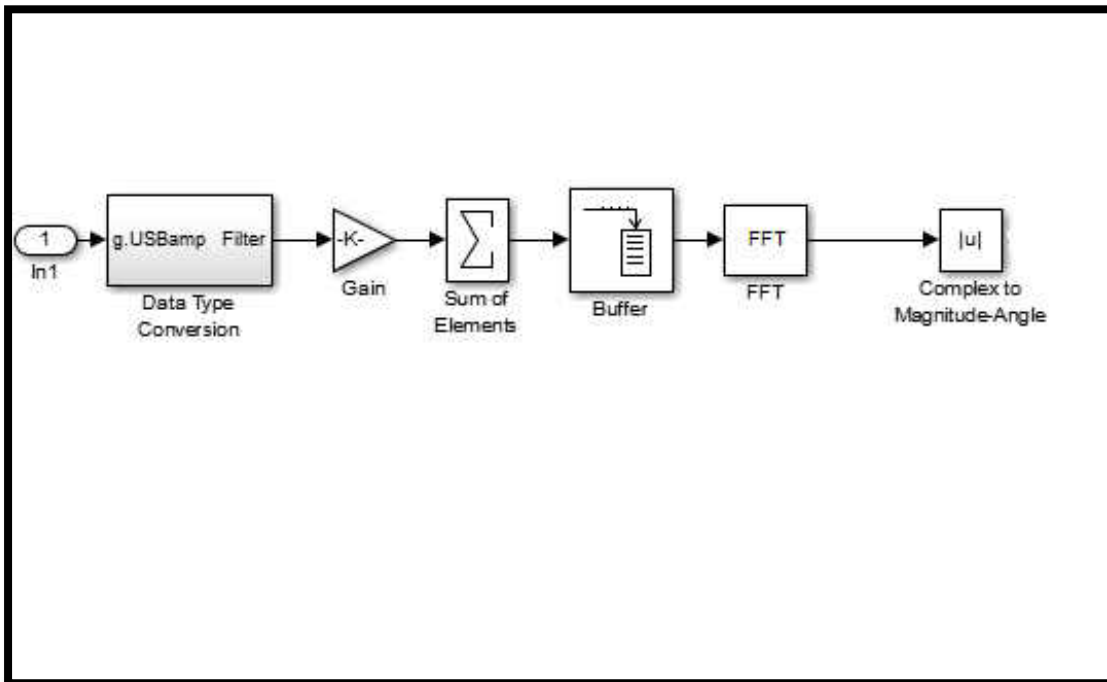 1
In1
g.USBamp Filter
Data Type
Conversion
-K-
Gain
Sum of
Elements
Buffer
FFT
FFT
|u|
Complex to
Magnitude-Angle